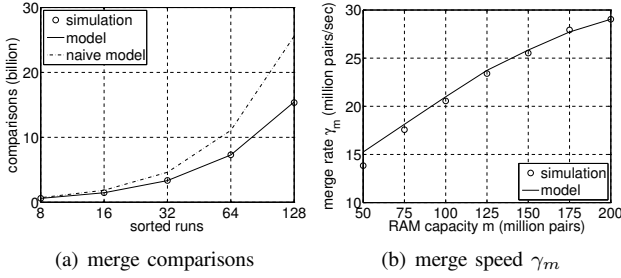 30
20
10
0
comparisons (billion)
simulation
model
naive model
8 16 32 64 128
sorted runs
(a) merge comparisons
30
25
20
15
10
merge rate γm (million pairs/sec)
simulation
model
50 75 100 125 150 175 200
RAM capacity m (million pairs)
(b) merge speed γm